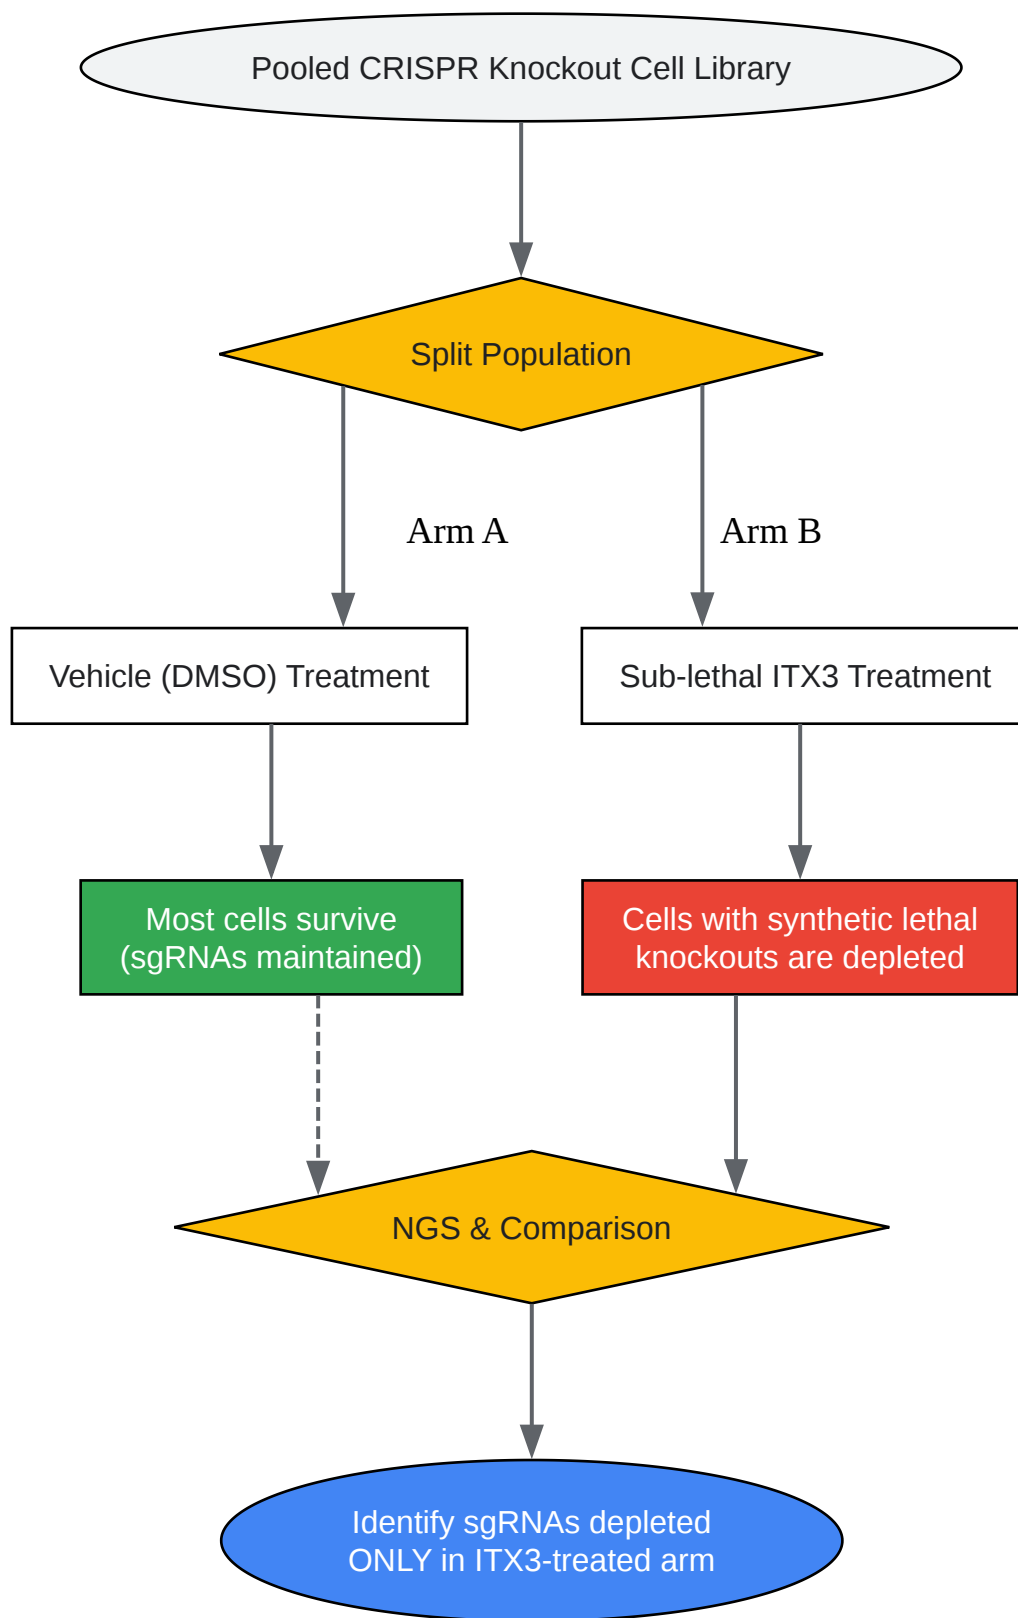 Pooled CRISPR Knockout Cell Library
Split Population
Arm A
Arm B
Vehicle (DMSO) Treatment
Sub-lethal ITX3 Treatment
Most cells survive
(sgRNAs maintained)
Cells with synthetic lethal
knockouts are depleted
NGS & Comparison
Identify sgRNAs depleted
ONLY in ITX3-treated arm